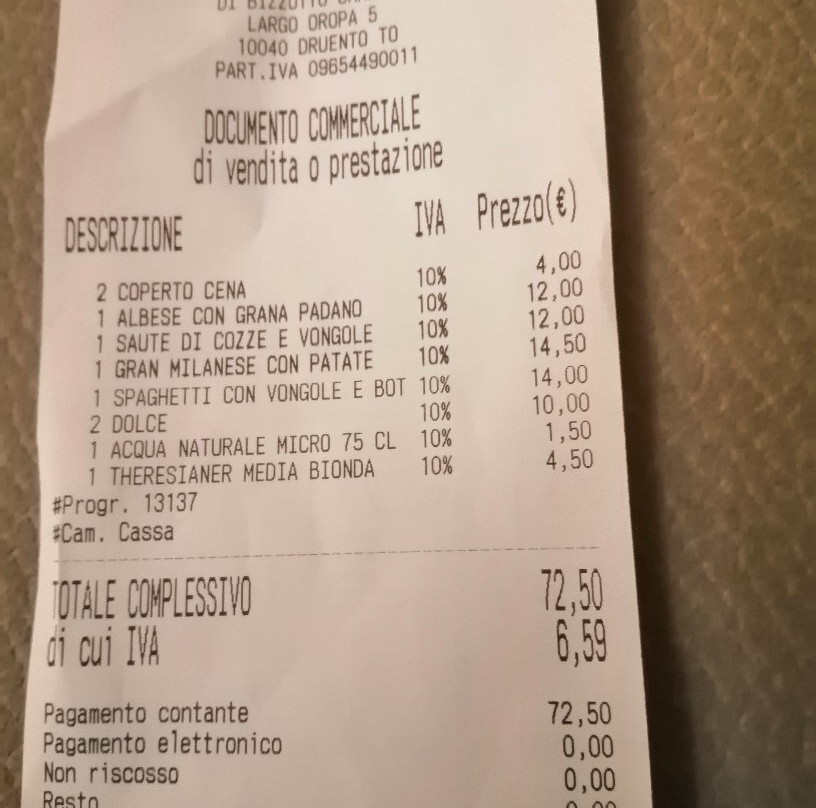 DI BIZZOTTO
LARGO OROPA 5
10040 DRUENTO TO
PART.IVA 09654490011
DOCUMENTO COMMERCIALE
di vendita o prestazione
DESCRIZIONE IVA Prezzo(€)
2 COPERTO CENA 10% 4,00
1 ALBESE CON GRANA PADANO 10% 12,00
1 SAUTE DI COZZE E VONGOLE 10% 12,00
1 GRAN MILANESE CON PATATE 10% 14,50
1 SPAGHETTI CON VONGOLE E BOT 10% 14,00
2 DOLCE 10% 10,00
1 ACQUA NATURALE MICRO 75 CL 10% 1,50
1 THERESIANER MEDIA BIONDA 10% 4,50
#Progr. 13137
#Cam. Cassa
TOTALE COMPLESSIVO 72,50
di cui IVA 6,59
Pagamento contante 72,50
Pagamento elettronico 0,00
Non riscosso 0,00
Resto